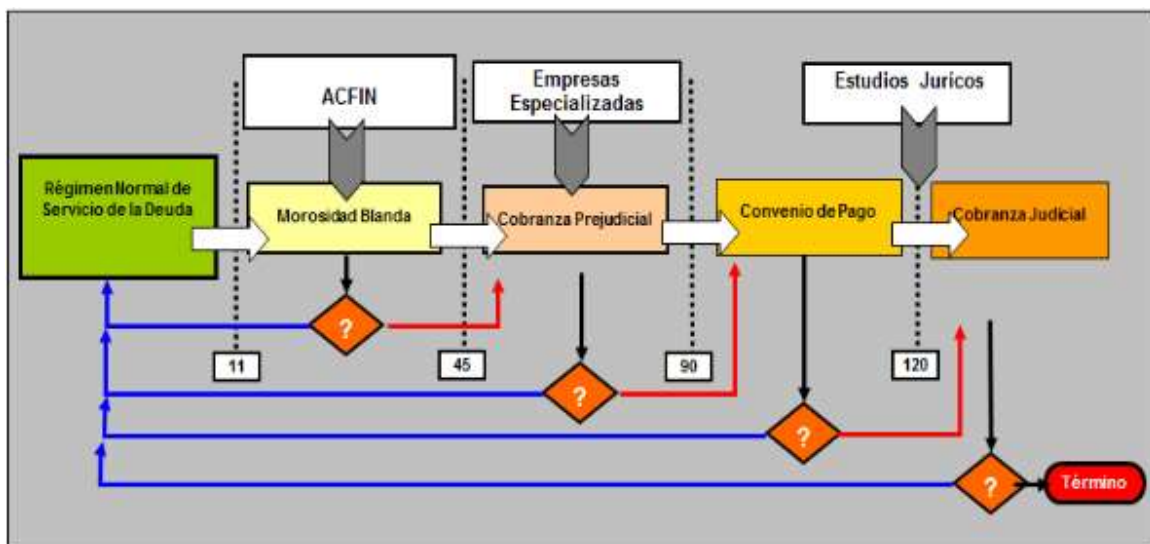 ACFIN
Empresas
Especializadas
Estudios Juricos
Régimen Normal de
Servicio de la Deuda
Morosidad Blanda
Cobranza Prejudicial
Convenio de Pago
Cobranza Judicial
?
11
45
90
120
?
?
?
Término